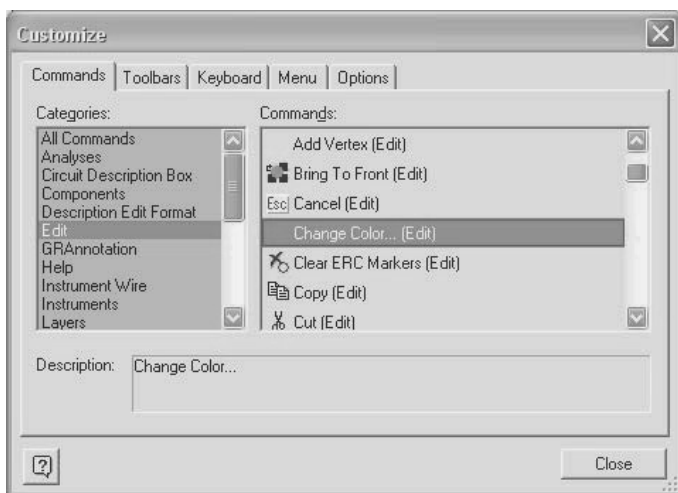 Customize
Commands Toolbars Keyboard Menu Options
Categories:
All Commands
Analyses
Circuit Description Box
Components
Description Edit Format
Edit
GRAnnotation
Help
Instrument Wire
Instruments
Layers
Commands:
Add Vertex (Edit)
Bring To Front (Edit)
Esc Cancel (Edit)
Change Color... (Edit)
Clear ERC Markers (Edit)
Copy (Edit)
Cut (Edit)
Description: Change Color...
Close